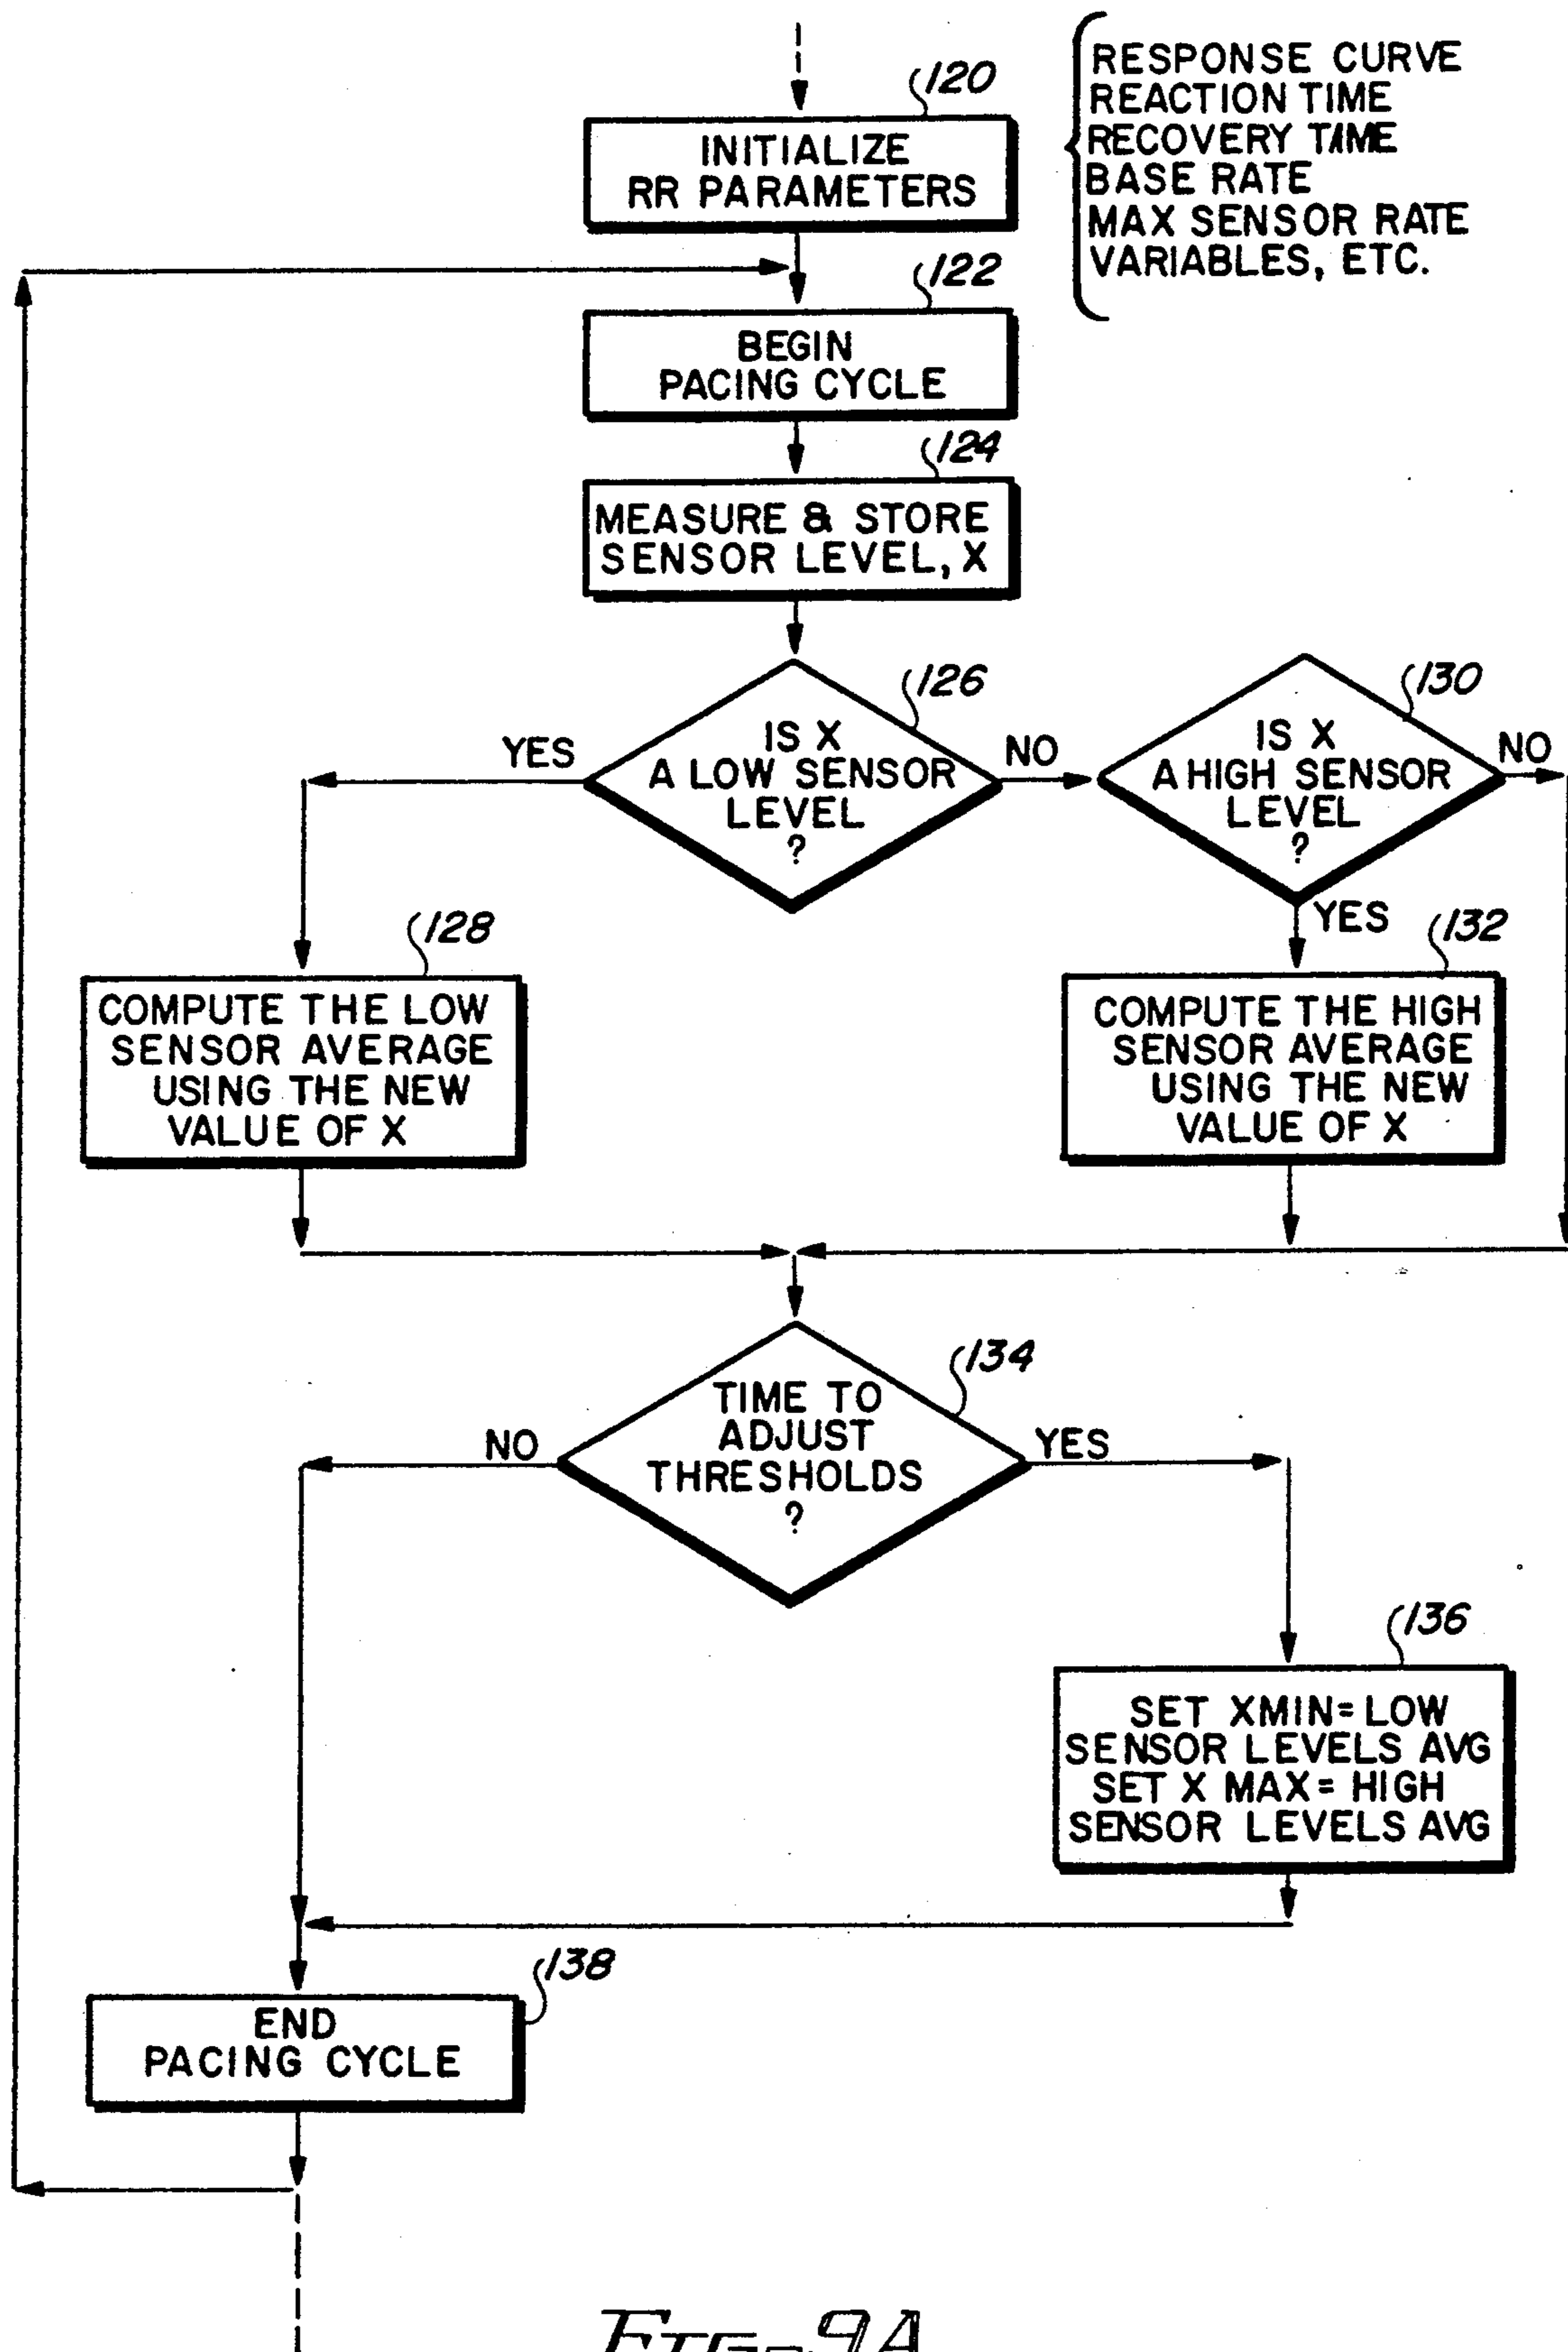 120
INITIALIZE
RR PARAMETERS
RESPONSE CURVE
REACTION TIME
RECOVERY TIME
BASE RATE
MAX SENSOR RATE
VARIABLES, ETC.
122
BEGIN
PACING CYCLE
124
MEASURE & STORE
SENSOR LEVEL, X
126
IS X
A LOW SENSOR
LEVEL
?
YES
NO
130
IS X
A HIGH SENSOR
LEVEL
?
NO
YES
128
COMPUTE THE LOW
SENSOR AVERAGE
USING THE NEW
VALUE OF X
132
COMPUTE THE HIGH
SENSOR AVERAGE
USING THE NEW
VALUE OF X
134
TIME TO
ADJUST
THRESHOLDS
?
NO
YES
136
SET XMIN= LOW
SENSOR LEVELS AVG
SET X MAX= HIGH
SENSOR LEVELS AVG
138
END
PACING CYCLE
FIG_9A